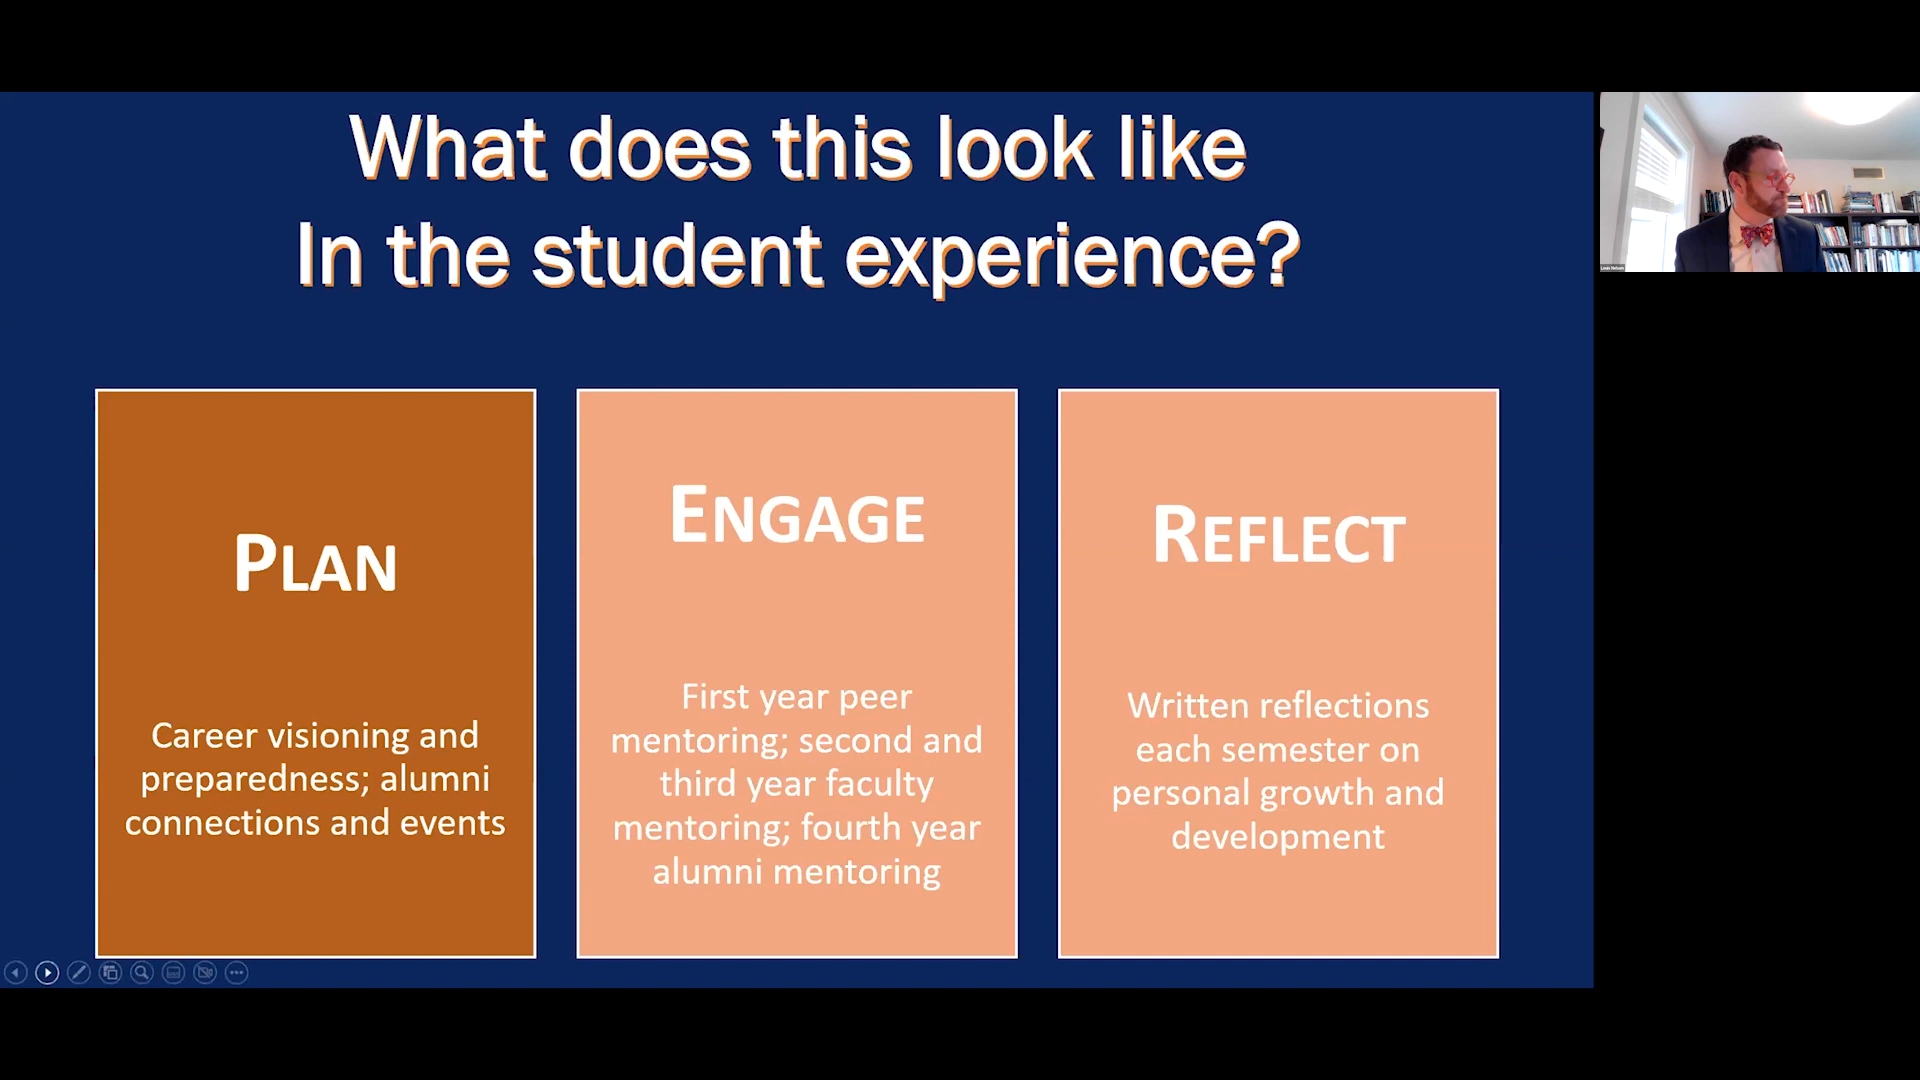 What does this look like
In the student experience?
PLAN
Career visioning and
preparedness; alumni
connections and events
ENGAGE
First year peer
mentoring; second and
third year faculty
mentoring; fourth year
alumni mentoring
REFLECT
Written reflections
each semester on
personal growth and
development
Louis Nelson